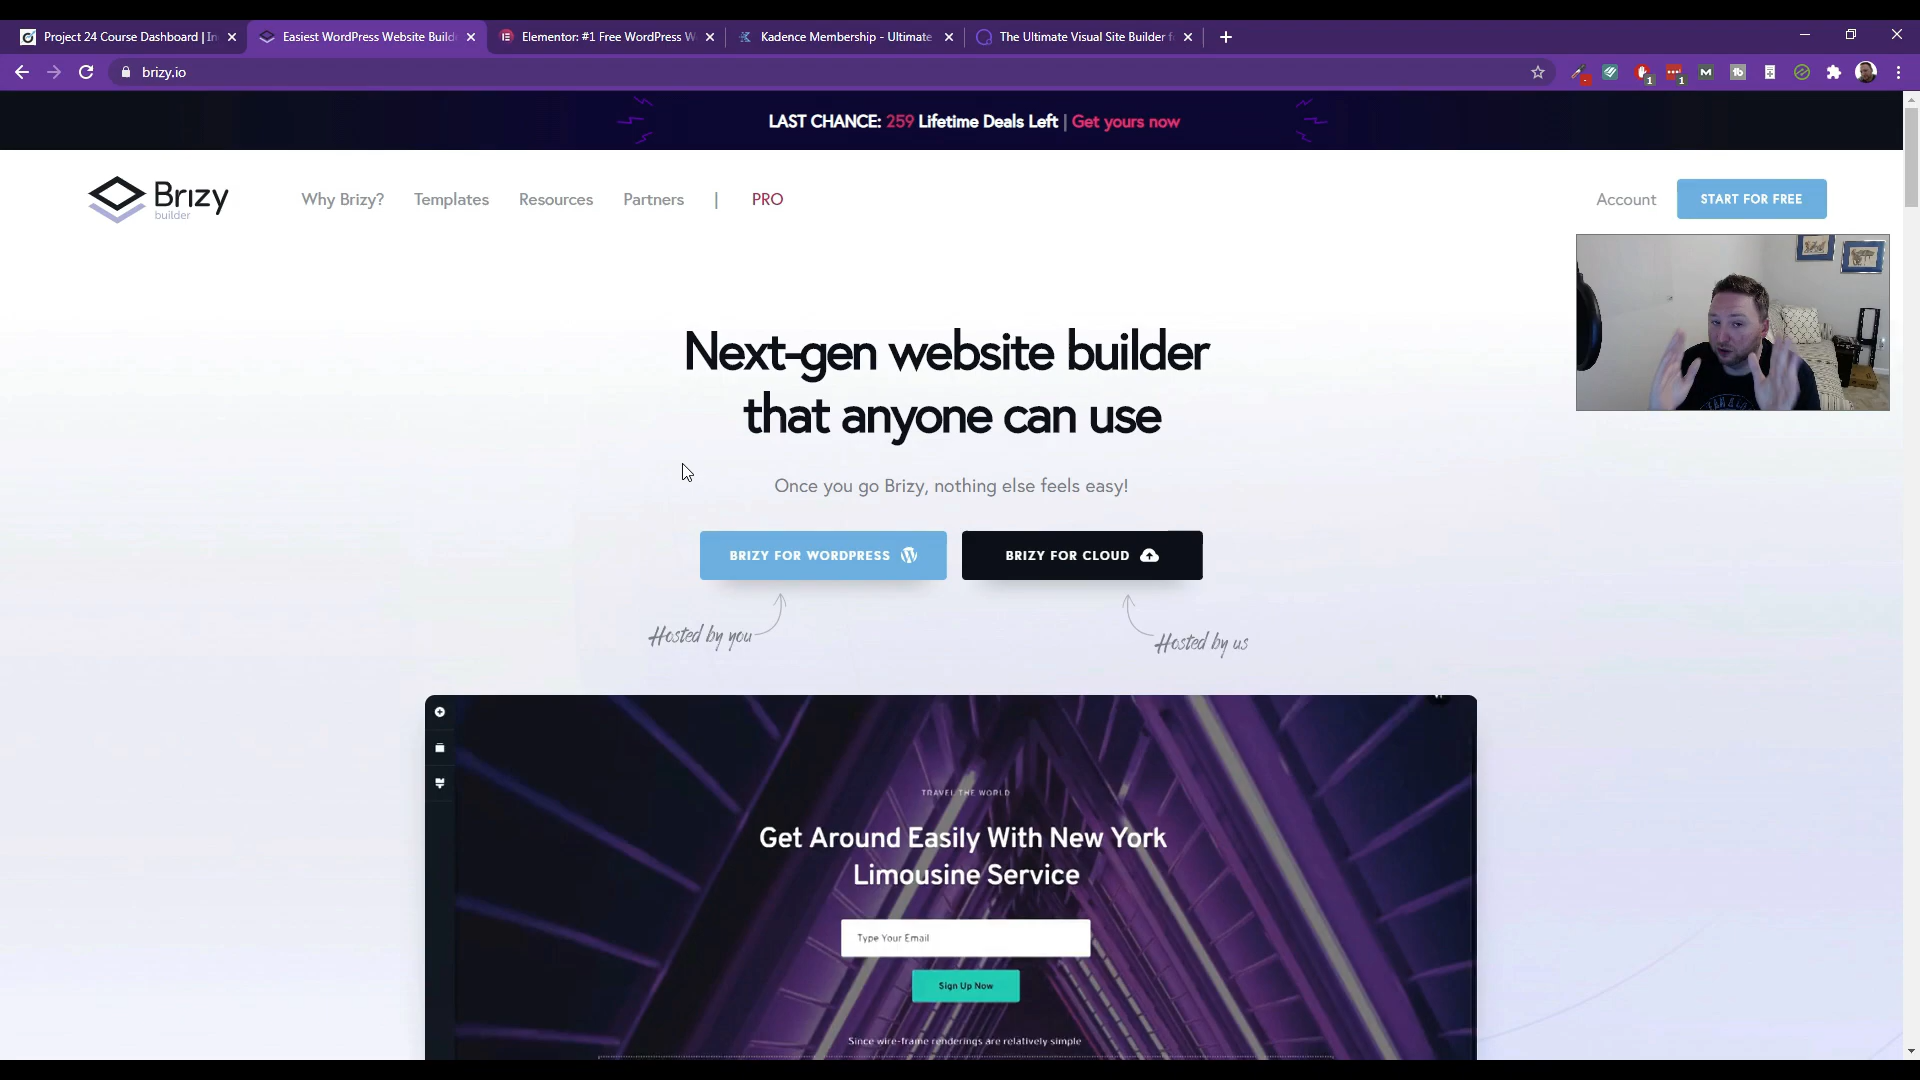 Project 24 Course Dashboard | In
Easiest WordPress Website Build
Elementor: #1 Free WordPress W
Kadence Membership - Ultimate
The Ultimate Visual Site Builder f
brizy.io
LAST CHANCE: 259 Lifetime Deals Left | Get yours now
Brizy
builder
Why Brizy?
Templates
Resources
Partners
|
PRO
Account
START FOR FREE
Next-gen website builder
that anyone can use
Once you go Brizy, nothing else feels easy!
BRIZY FOR WORDPRESS
BRIZY FOR CLOUD
Hosted by you
Hosted by us
TRAVEL THE WORLD
Get Around Easily With New York
Limousine Service
Type Your Email
Sign Up Now
Since wire-frame renderings are relatively simple